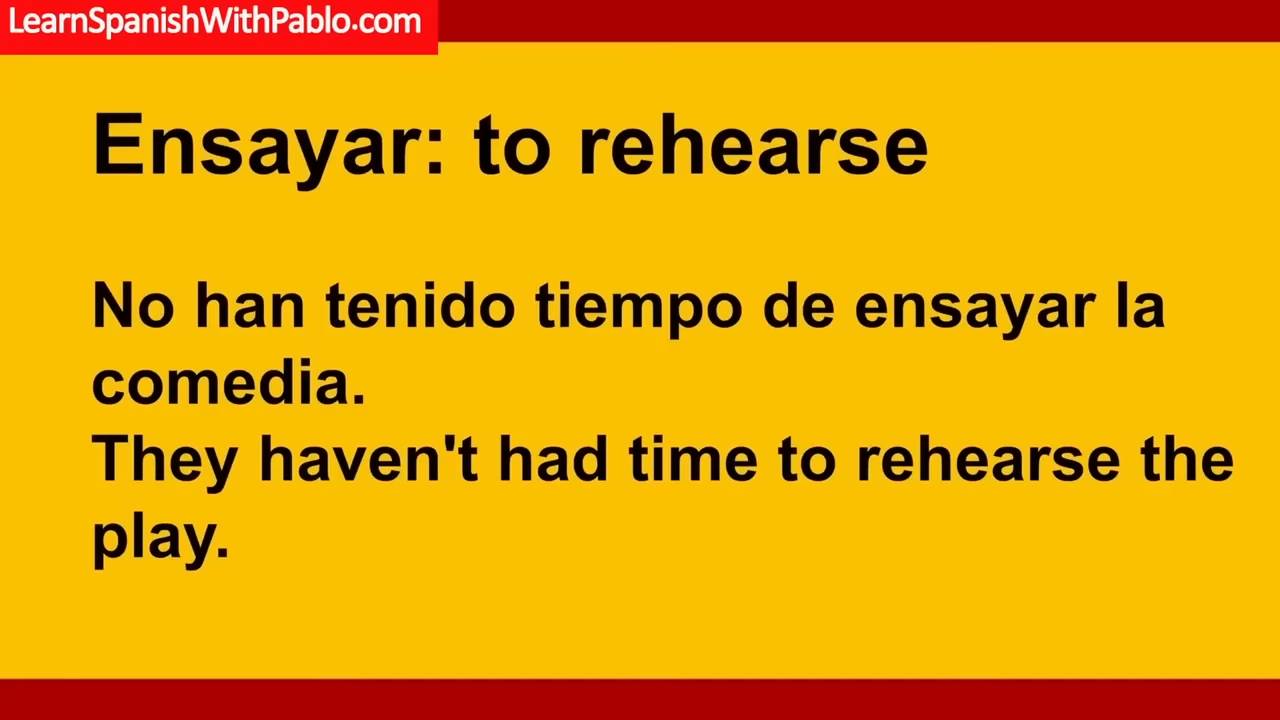 LearnSpanishWithPablo.com
Ensayar: to rehearse
No han tenido tiempo de ensayar la
comedia.
They haven't had time to rehearse the
play.